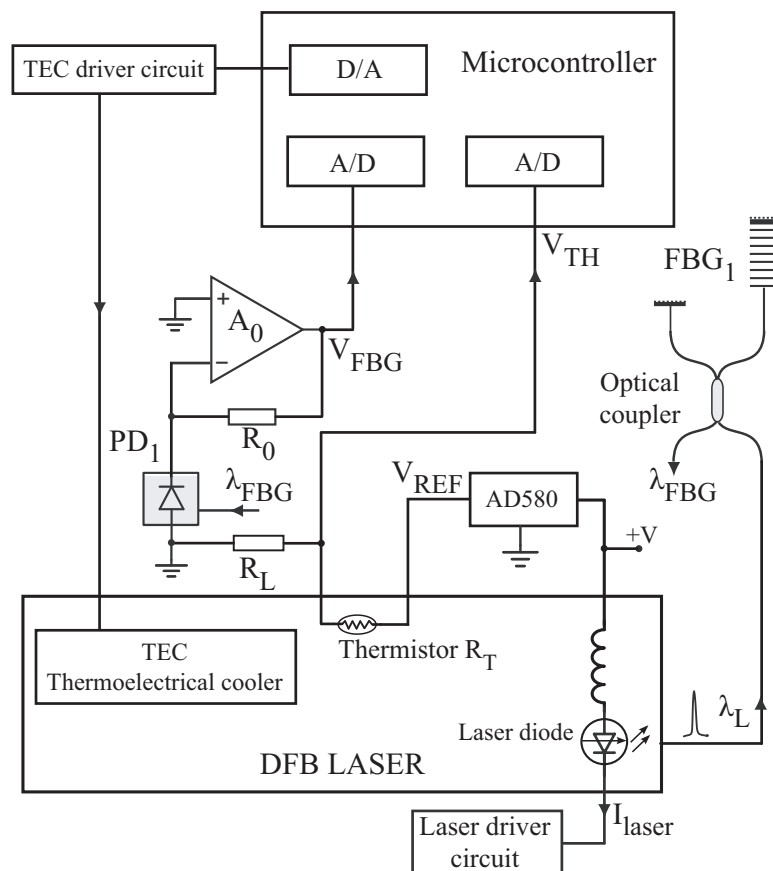 TEC driver circuit
D/A
Microcontroller
A/D
A/D
V_TH
FBG_1
+
A_0
−
V_FBG
Optical
coupler
R_0
PD_1
λ_FBG
V_REF
AD580
λ_FBG
+V
R_L
TEC
Thermoelectrical cooler
Thermistor R_T
Laser diode
λ_L
DFB LASER
I_laser
Laser driver
circuit